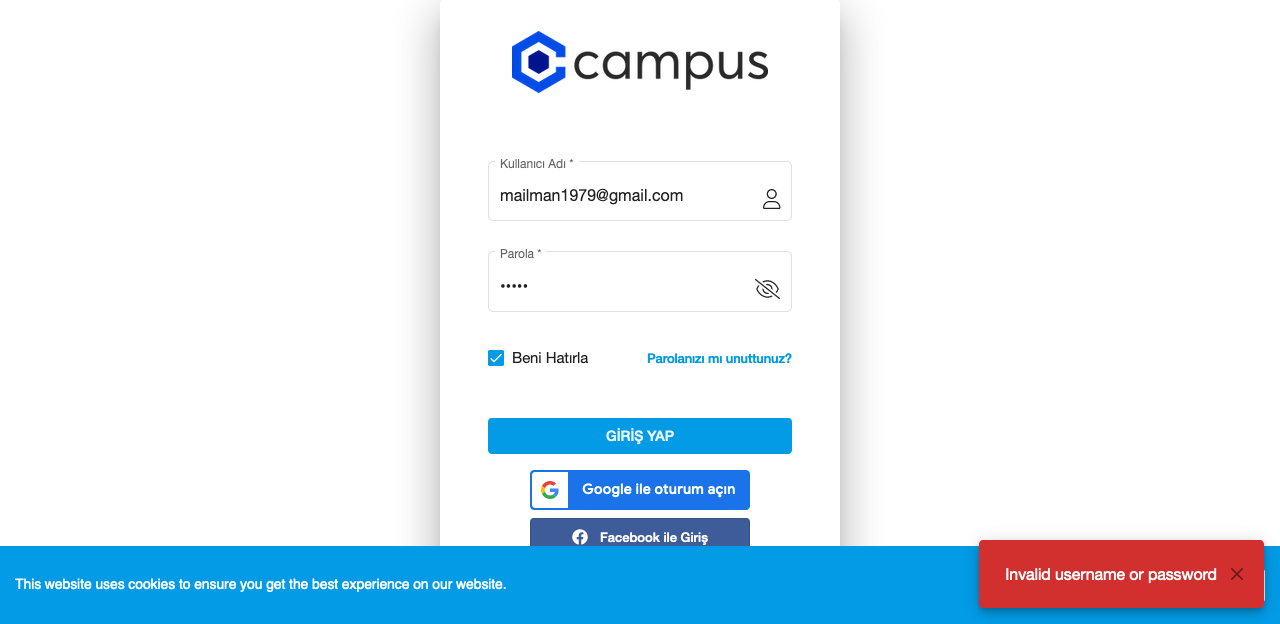 campus
Kullanıcı Adı *
mailman1979@gmail.com
Parola *
•••••
Beni Hatırla
Parolanızı mı unuttunuz?
GİRİŞ YAP
Google ile oturum açın
Facebook ile Giriş
This website uses cookies to ensure you get the best experience on our website.
Invalid username or password